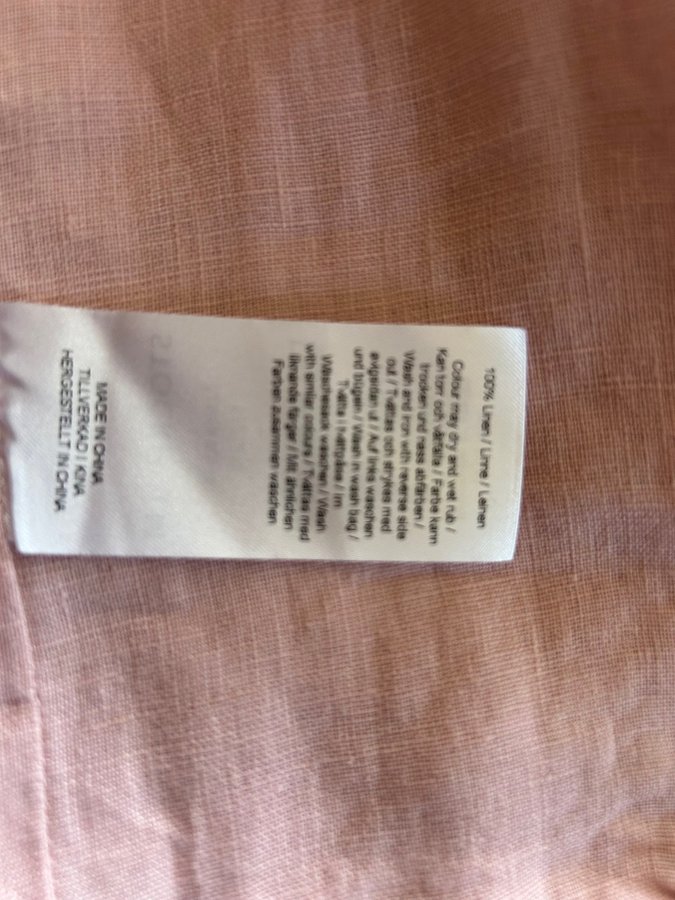 100% Linen / Linne / Leinen
Colour may dry and wet rub /
Kan torr och våtfälla / Farbe kann
trocken und nass abfärben /
Wash and iron with reverse side
out / Tvättas och strykes med
avigsidan ut / Auf links waschen
und bügeln / Wash in wash bag /
Tvätta i tvättpåse / Im
Wäschesack waschen / Wash
with similar colours / Tvättas med
liknande färger / Mit ähnlichen
Farben zusammen waschen
MADE IN CHINA
TILLVERKAD I KINA
HERGESTELLT IN CHINA